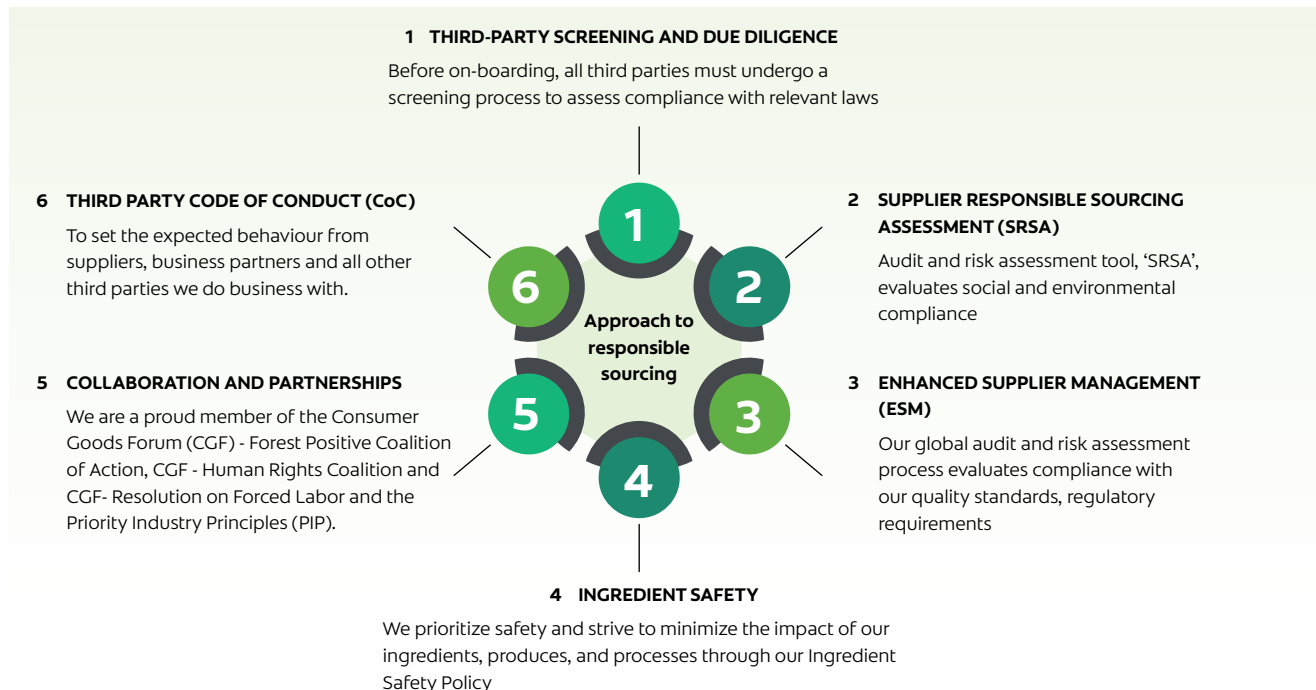 1 THIRD-PARTY SCREENING AND DUE DILIGENCE
Before on-boarding, all third parties must undergo a
screening process to assess compliance with relevant laws
6 THIRD PARTY CODE OF CONDUCT (CoC)
To set the expected behaviour from
suppliers, business partners and all other
third parties we do business with.
2 SUPPLIER RESPONSIBLE SOURCING
ASSESSMENT (SRSA)
Audit and risk assessment tool, ‘SRSA’,
evaluates social and environmental
compliance
1
6
2
Approach to
responsible
sourcing
5
3
4
5 COLLABORATION AND PARTNERSHIPS
We are a proud member of the Consumer
Goods Forum (CGF) - Forest Positive Coalition
of Action, CGF - Human Rights Coalition and
CGF- Resolution on Forced Labor and the
Priority Industry Principles (PIP).
3 ENHANCED SUPPLIER MANAGEMENT
(ESM)
Our global audit and risk assessment
process evaluates compliance with
our quality standards, regulatory
requirements
4 INGREDIENT SAFETY
We prioritize safety and strive to minimize the impact of our
ingredients, produces, and processes through our Ingredient
Safety Policy